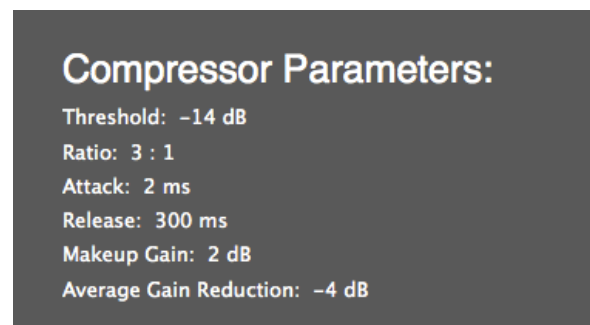 Compressor Parameters:
Threshold: -14 dB
Ratio: 3 : 1
Attack: 2 ms
Release: 300 ms
Makeup Gain: 2 dB
Average Gain Reduction: -4 dB